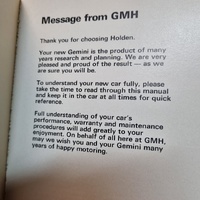 Message from GMH
Thank you for choosing Holden.
Your new Gemini is the product of many
years research and planning. We are very
pleased and proud of the result — as we
are sure you will be.
To understand your new car fully, please
take the time to read through this manual
and keep it in the car at all times for quick
reference.
Full understanding of your car's
performance, warranty and maintenance
procedures will add greatly to your
enjoyment. On behalf of all here at GMH,
may we wish you and your Gemini many
years of happy motoring.